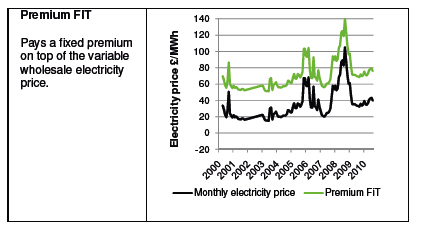 Premium FIT
Pays a fixed premium
on top of the variable
wholesale electricity
price.
Electricity price £/MWh
140
120
100
80
60
40
20
0
-20
2000
2001
2002
2003
2004
2005
2006
2007
2008
2009
2010
Monthly electricity price
Premium FiT